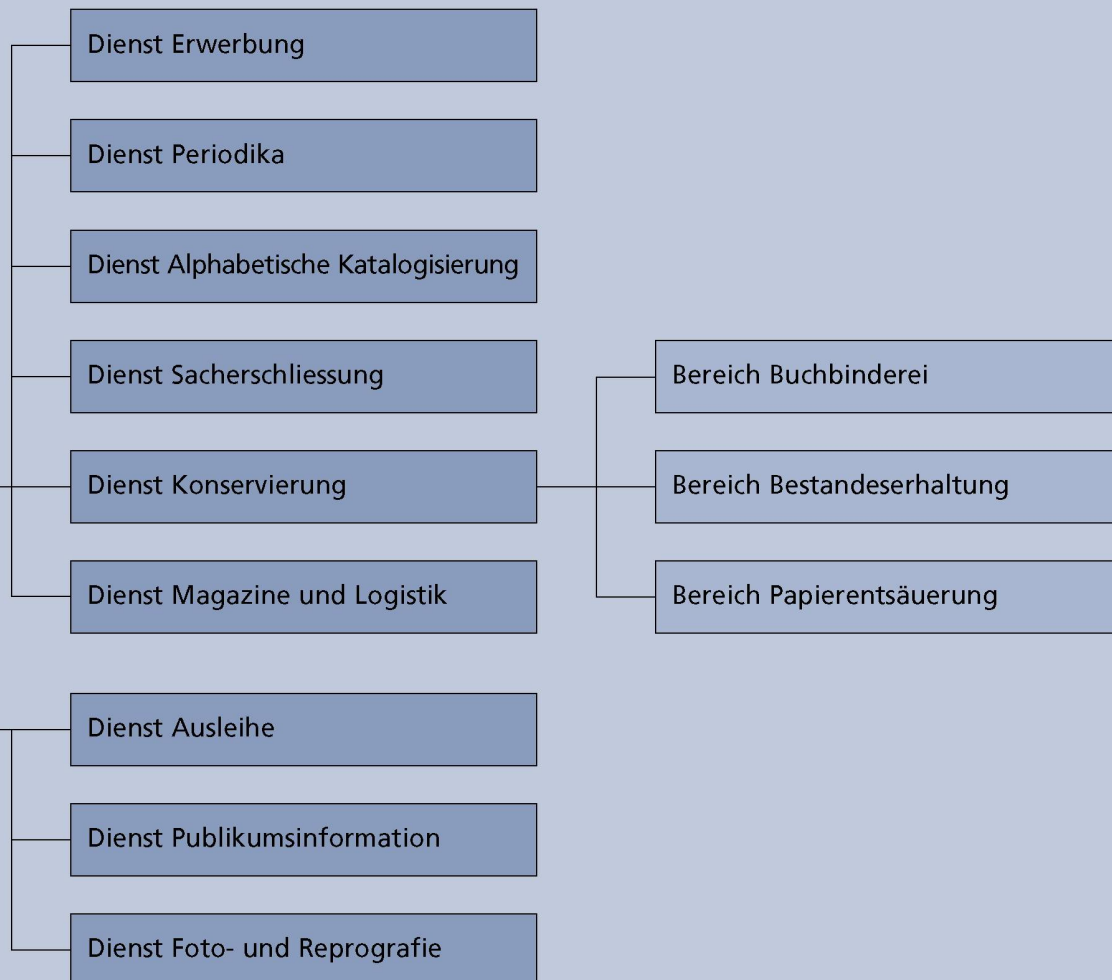 Dienst Erwerbung
Dienst Periodika
Dienst Alphabetische Katalogisierung
Dienst Sacherschliessung
Dienst Konservierung
Dienst Magazine und Logistik
Bereich Buchbinderei
Bereich Bestandeserhaltung
Bereich Papierentsäuerung
Dienst Ausleihe
Dienst Publikumsinformation
Dienst Foto- und Reprografie